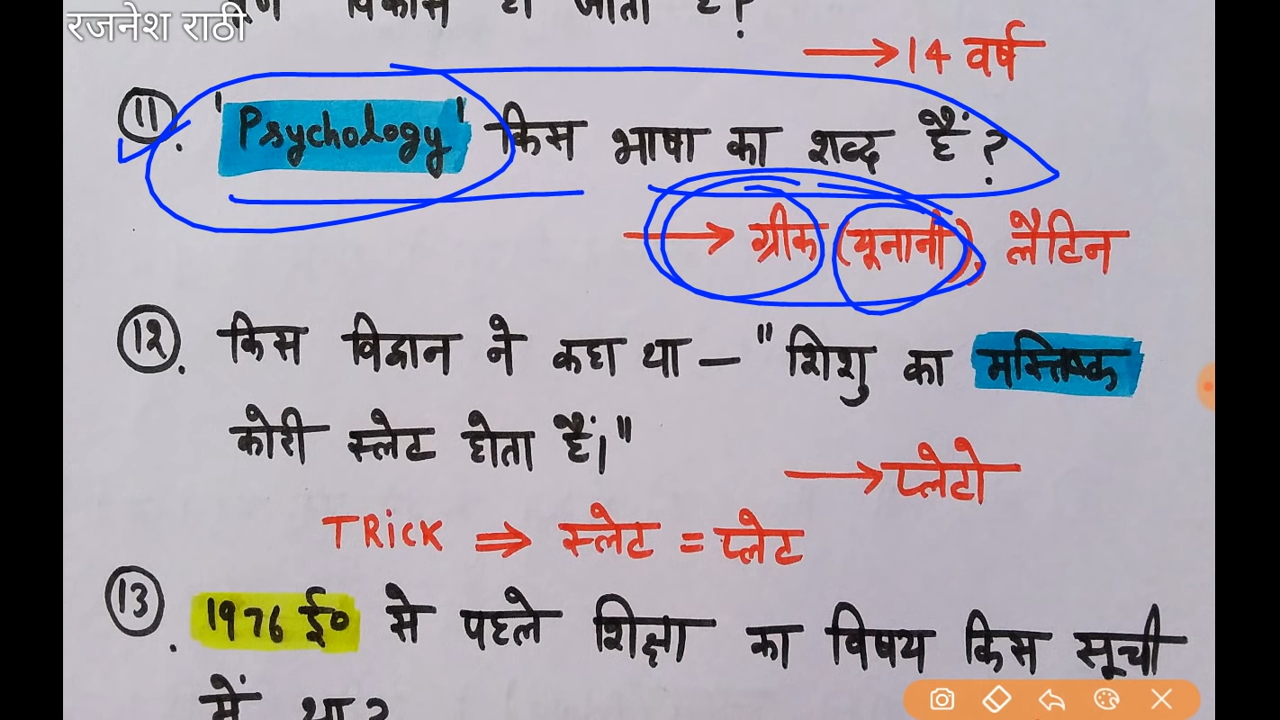 विकास हो जाता है?
रजनेश राठी
→ 14 वर्ष
11. 'Psychology' किस भाषा का शब्द हैं?
→ ग्रीक (यूनानी), लैटिन
12. किस विद्वान ने कहा था – "शिशु का मस्तिष्क
कोरी स्लेट होता हैं।"
→ प्लेटो
TRICK ⇒ स्लेट = प्लेट
13. 1976 ई० से पहले शिक्षा का विषय किस सूची
में था?